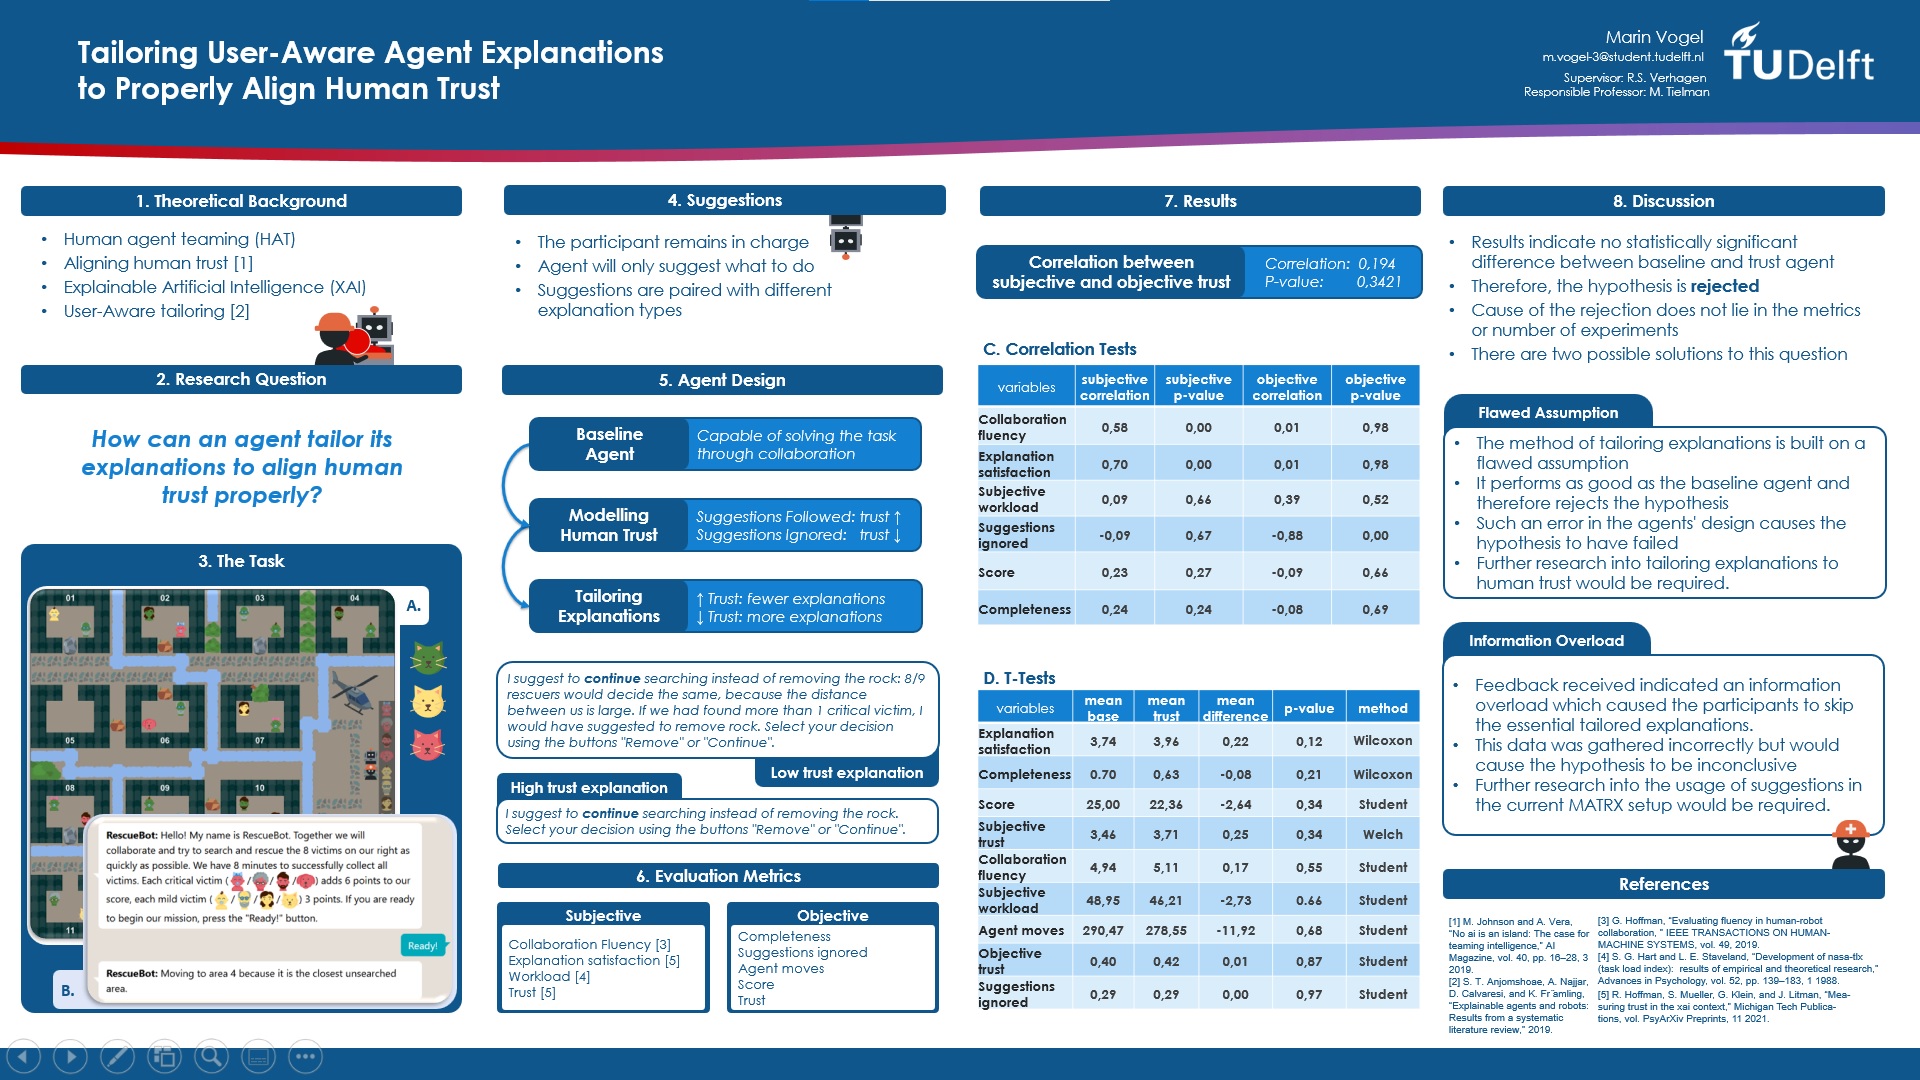 Tailoring User-Aware Agent Explanations
to Properly Align Human Trust
Marin Vogel
m.vogel-3@student.tudelft.nl
Supervisor: R.S. Verhagen
Responsible Professor: M. Tielman
TU Delft
1. Theoretical Background
• Human agent teaming (HAT)
• Aligning human trust [1]
• Explainable Artificial Intelligence (XAI)
• User-Aware tailoring [2]
2. Research Question
How can an agent tailor its
explanations to align human
trust properly?
3. The Task
A.
01 02 03 04
05 06 07
08 09 10
11
RescueBot: Hello! My name is RescueBot. Together we will
collaborate and try to search and rescue the 8 victims on our right as
quickly as possible. We have 8 minutes to successfully collect all
victims. Each critical victim ( / / / ) adds 6 points to our
score, each mild victim ( / / / ) 3 points. If you are ready
to begin our mission, press the "Ready!" button.
Ready!
RescueBot: Moving to area 4 because it is the closest unsearched
area.
B.
4. Suggestions
• The participant remains in charge
• Agent will only suggest what to do
• Suggestions are paired with different
explanation types
5. Agent Design
Baseline
Agent
Capable of solving the task
through collaboration
Modelling
Human Trust
Suggestions Followed: trust ↑
Suggestions Ignored: trust ↓
Tailoring
Explanations
↑ Trust: fewer explanations
↓ Trust: more explanations
I suggest to continue searching instead of removing the rock: 8/9
rescuers would decide the same, because the distance
between us is large. If we had found more than 1 critical victim, I
would have suggested to remove rock. Select your decision
using the buttons "Remove" or "Continue".
Low trust explanation
High trust explanation
I suggest to continue searching instead of removing the rock.
Select your decision using the buttons "Remove" or "Continue".
6. Evaluation Metrics
Subjective
Collaboration Fluency [3]
Explanation satisfaction [5]
Workload [4]
Trust [5]
Objective
Completeness
Suggestions ignored
Agent moves
Score
Trust
7. Results
Correlation between
subjective and objective trust
Correlation: 0,194
P-value: 0,3421
C. Correlation Tests
variables subjective correlation subjective p-value objective correlation objective p-value
Collaboration fluency 0,58 0,00 0,01 0,98
Explanation satisfaction 0,70 0,00 0,01 0,98
Subjective workload 0,09 0,66 0,39 0,52
Suggestions ignored -0,09 0,67 -0,88 0,00
Score 0,23 0,27 -0,09 0,66
Completeness 0,24 0,24 -0,08 0,69
D. T-Tests
variables mean base mean trust mean difference p-value method
Explanation satisfaction 3,74 3,96 0,22 0,12 Wilcoxon
Completeness 0.70 0,63 -0,08 0,21 Wilcoxon
Score 25,00 22,36 -2,64 0,34 Student
Subjective trust 3,46 3,71 0,25 0,34 Welch
Collaboration fluency 4,94 5,11 0,17 0,55 Student
Subjective workload 48,95 46,21 -2,73 0.66 Student
Agent moves 290,47 278,55 -11,92 0,68 Student
Objective trust 0,40 0,42 0,01 0,87 Student
Suggestions ignored 0,29 0,29 0,00 0,97 Student
8. Discussion
• Results indicate no statistically significant
difference between baseline and trust agent
• Therefore, the hypothesis is rejected
• Cause of the rejection does not lie in the metrics
or number of experiments
• There are two possible solutions to this question
Flawed Assumption
• The method of tailoring explanations is built on a
flawed assumption
• It performs as good as the baseline agent and
therefore rejects the hypothesis
• Such an error in the agents' design causes the
hypothesis to have failed
• Further research into tailoring explanations to
human trust would be required.
Information Overload
• Feedback received indicated an information
overload which caused the participants to skip
the essential tailored explanations.
• This data was gathered incorrectly but would
cause the hypothesis to be inconclusive
• Further research into the usage of suggestions in
the current MATRX setup would be required.
References
[1] M. Johnson and A. Vera,
"No ai is an island: The case for
teaming intelligence," AI
Magazine, vol. 40, pp. 16–28, 3
2019.
[2] S. T. Anjomshoae, A. Najjar,
D. Calvaresi, and K. Fr¨amling,
"Explainable agents and robots:
Results from a systematic
literature review," 2019.
[3] G. Hoffman, "Evaluating fluency in human-robot
collaboration, " IEEE TRANSACTIONS ON HUMAN-
MACHINE SYSTEMS, vol. 49, 2019.
[4] S. G. Hart and L. E. Staveland, "Development of nasa-tlx
(task load index): results of empirical and theoretical research,"
Advances in Psychology, vol. 52, pp. 139–183, 1 1988.
[5] R. Hoffman, S. Mueller, G. Klein, and J. Litman, "Mea-
suring trust in the xai context," Michigan Tech Publica-
tions, vol. PsyArXiv Preprints, 11 2021.